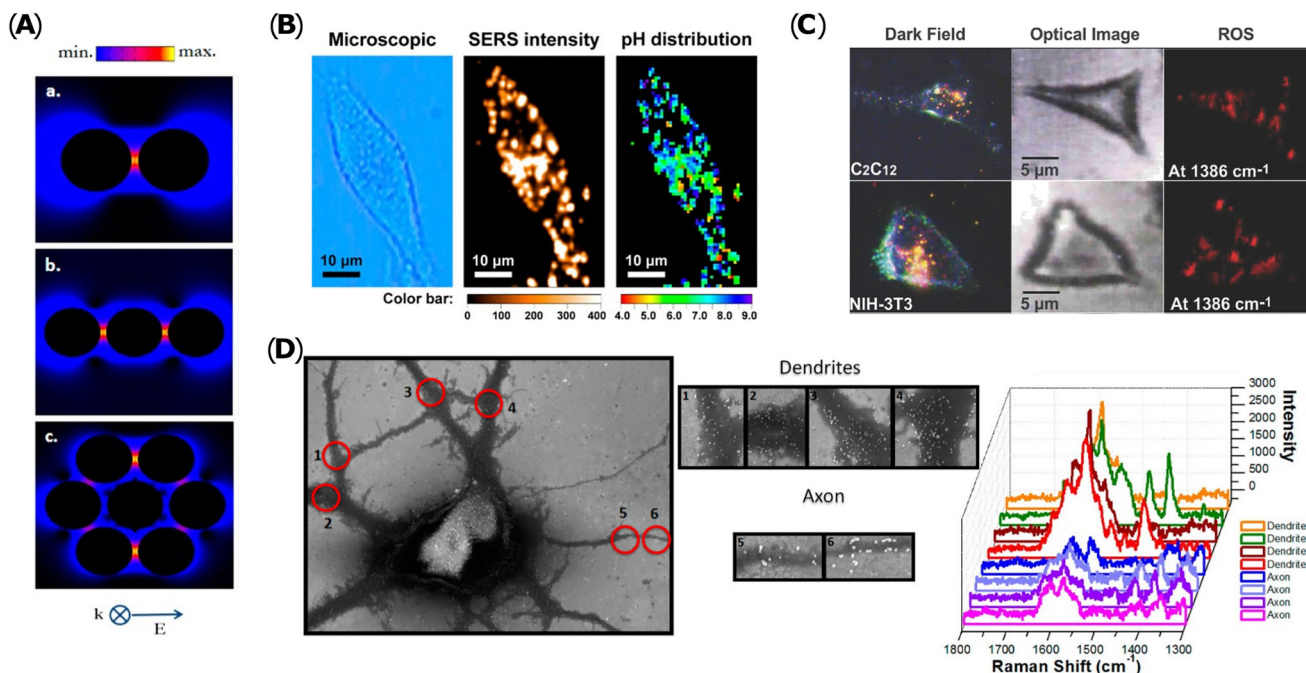 (A)
min. max.
a.
b.
c.
k E
(B)
Microscopic SERS intensity pH distribution
10 µm 10 µm 10 µm
Color bar:
0 100 200 300 400 4.0 5.0 6.0 7.0 8.0 9.0
(C)
Dark Field Optical Image ROS
C₂C₁₂ 5 µm At 1386 cm⁻¹
NIH-3T3 5 µm At 1386 cm⁻¹
(D)
1
2
3
4
5
6
Dendrites
1 2 3 4
Axon
5 6
3000
2500
2000
1500
1000
500
0
Intensity
Dendrite
Dendrite
Dendrite
Dendrite
Axon
Axon
Axon
Axon
1800 1700 1600 1500 1400 1300
Raman Shift (cm⁻¹)